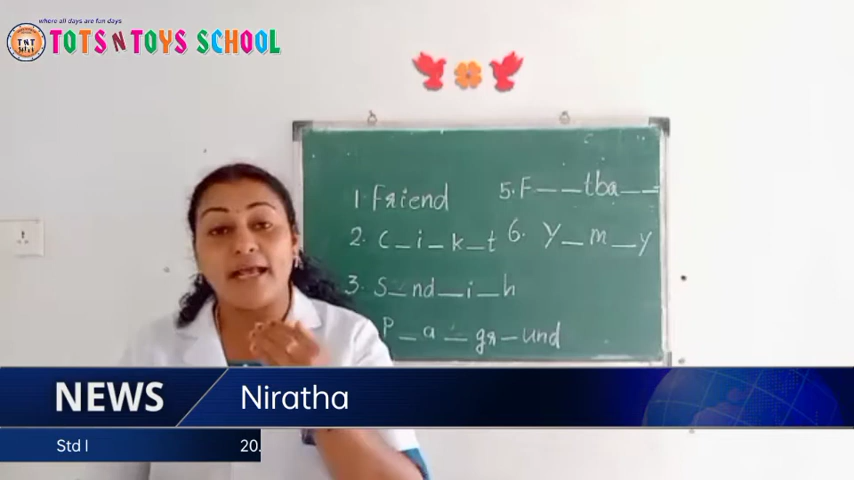 where all days are fun days
TOTS N TOYS SCHOOL
TNT
1 Friend
2. C_i_k_t
3. S_nd_i_h
P_a_gr_und
5. F__tba__
6. Y_m_y
NEWS
Niratha
Std I
20.